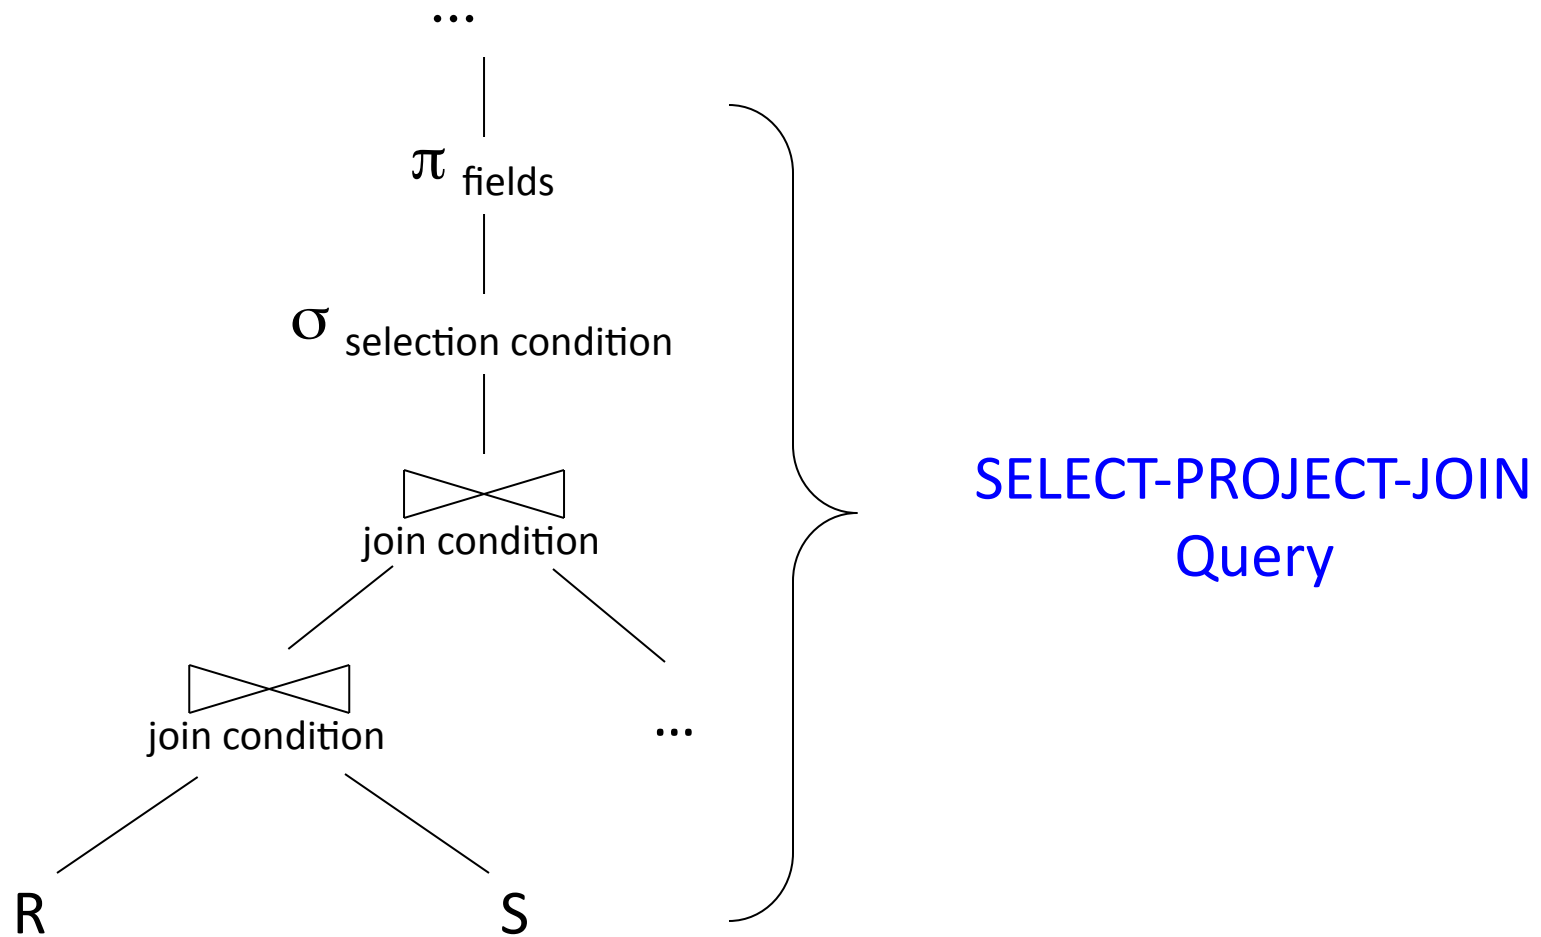 ...
π fields
σ selection condition
join condition
join condition
...
R S
SELECT-PROJECT-JOIN
Query